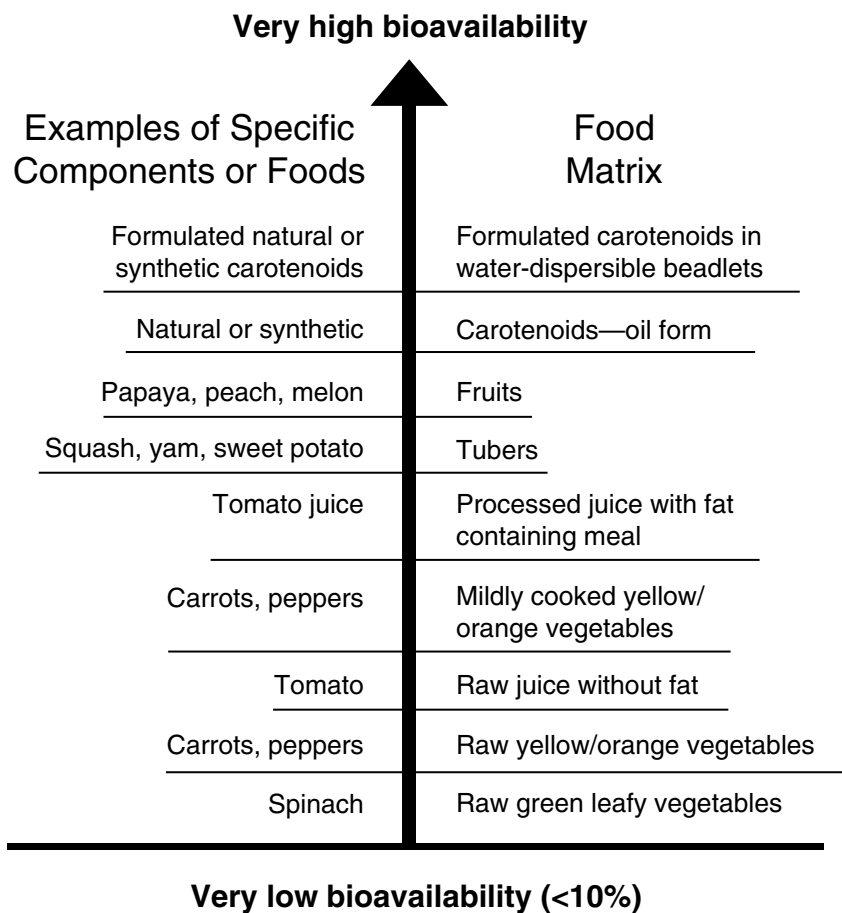 Very high bioavailability
Examples of Specific
Components or Foods
Food
Matrix
Formulated natural or
synthetic carotenoids
Formulated carotenoids in
water-dispersible beadlets
Natural or synthetic
Carotenoids—oil form
Papaya, peach, melon
Fruits
Squash, yam, sweet potato
Tubers
Tomato juice
Processed juice with fat
containing meal
Carrots, peppers
Mildly cooked yellow/
orange vegetables
Tomato
Raw juice without fat
Carrots, peppers
Raw yellow/orange vegetables
Spinach
Raw green leafy vegetables
Very low bioavailability (<10%)